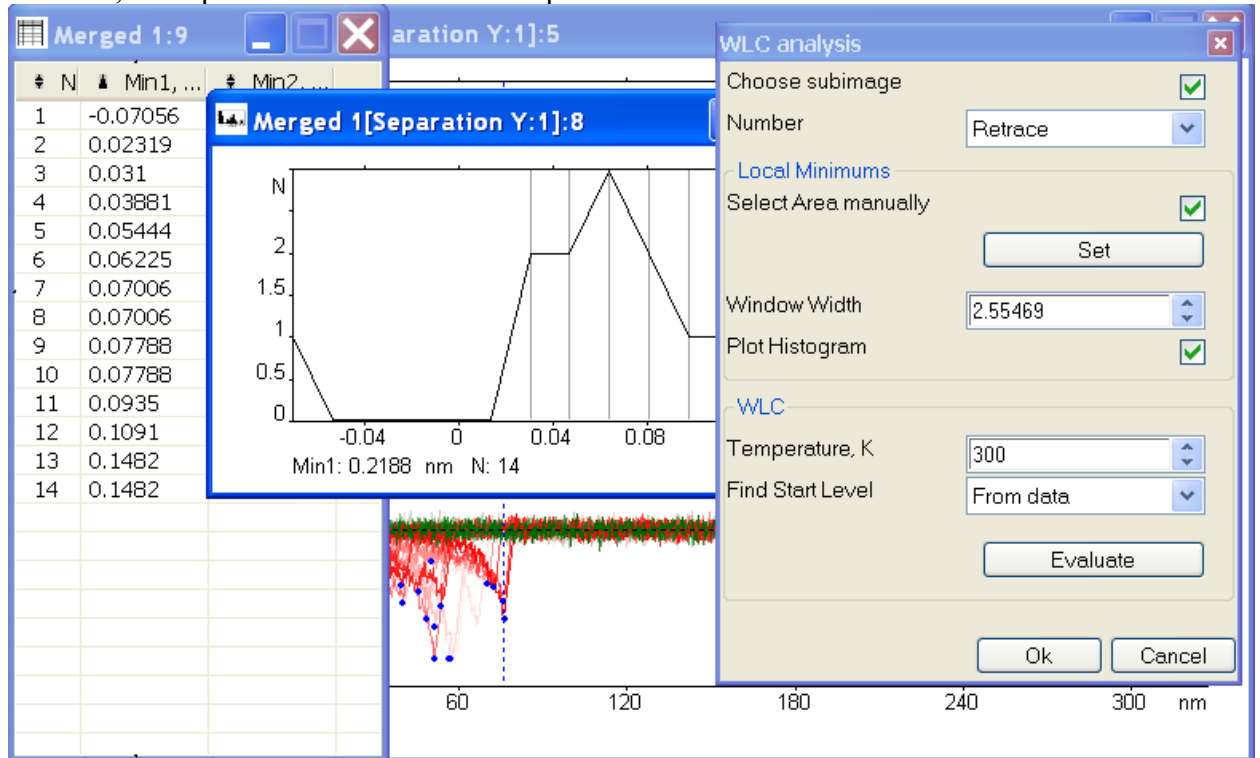 Merged 1:9
aration Y:1]:5
N Min1, ... Min2, ...
1 -0.07056
2 0.02319
3 0.031
4 0.03881
5 0.05444
6 0.06225
7 0.07006
8 0.07006
9 0.07788
10 0.07788
11 0.0935
12 0.1091
13 0.1482
14 0.1482
Merged 1[Separation Y:1]:8
N
2
1.5
1
0.5
0
-0.04 0 0.04 0.08
Min1: 0.2188 nm N: 14
60 120 180 240 300 nm
WLC analysis
Choose subimage
Number Retrace
Local Minimums
Select Area manually
Set
Window Width 2.55469
Plot Histogram
WLC
Temperature, K 300
Find Start Level From data
Evaluate
Ok Cancel